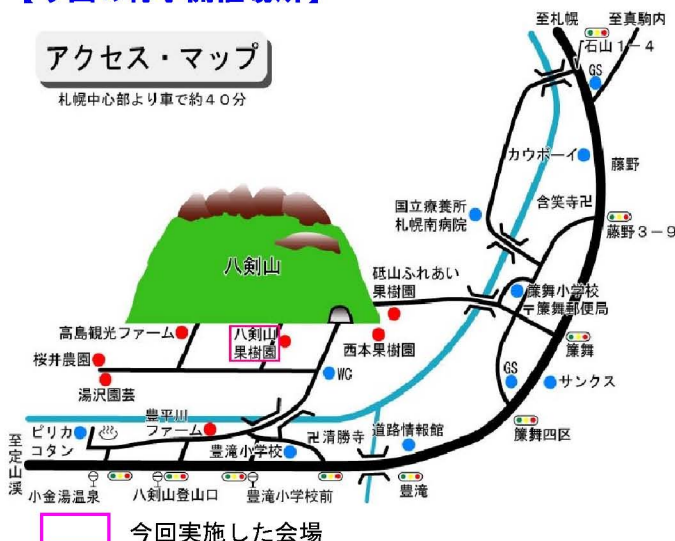 至札幌
至真駒内
石山1－4
アクセス・マップ
GS
札幌中心部より車で約40分
カウボーイ
藤野
国立療養所
札幌南病院
含笑寺卍
藤野3－9
八剣山
砥山ふれあい
果樹園
簾舞小学校
〒簾舞郵便局
高島観光ファーム
八剣山
果樹園
西本果樹園
簾舞
桜井農園
WC
GS
サンクス
湯沢園芸
豊平川
ファーム
簾舞四区
ピリカ
コタン
卍清勝寺
道路情報館
豊滝小学校
至定山渓
小金湯温泉
八剣山登山口
豊滝小学校前
豊滝
今回実施した会場